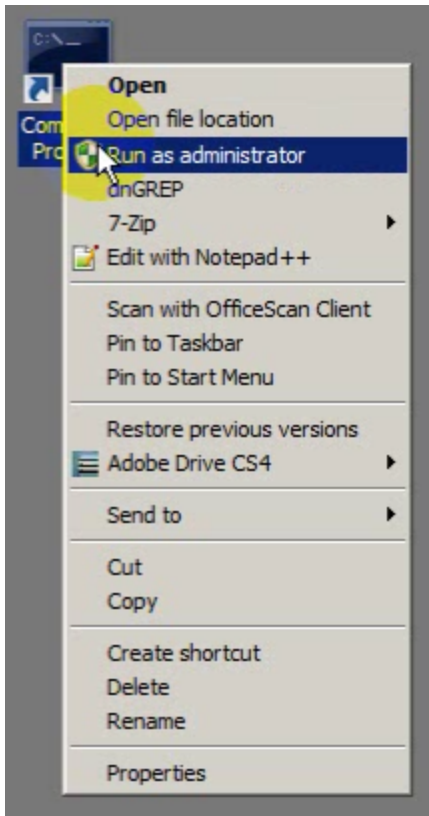 C:\_
Com
Pro
Open
Open file location
Run as administrator
dnGREP
7-Zip
Edit with Notepad++
Scan with OfficeScan Client
Pin to Taskbar
Pin to Start Menu
Restore previous versions
Adobe Drive CS4
Send to
Cut
Copy
Create shortcut
Delete
Rename
Properties